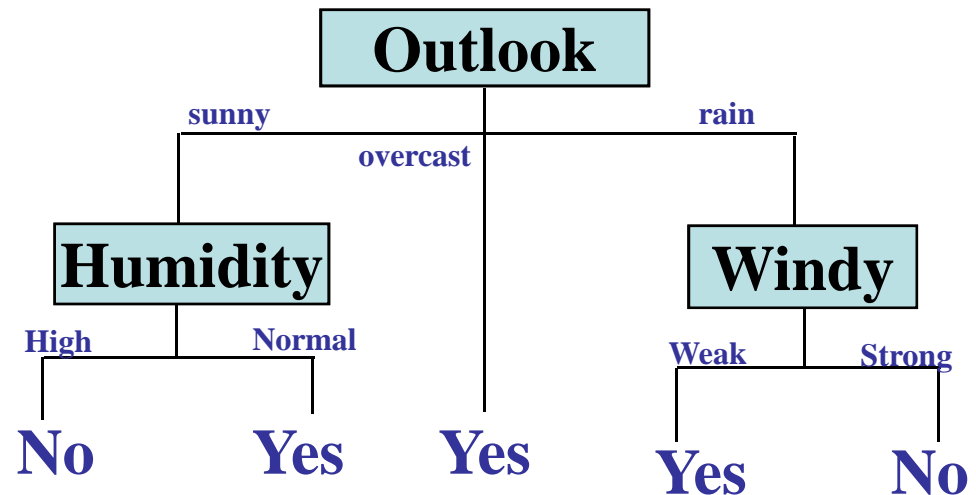 Outlook
sunny
rain
overcast
Humidity
Windy
High
Normal
Weak
Strong
No
Yes
Yes
Yes
No